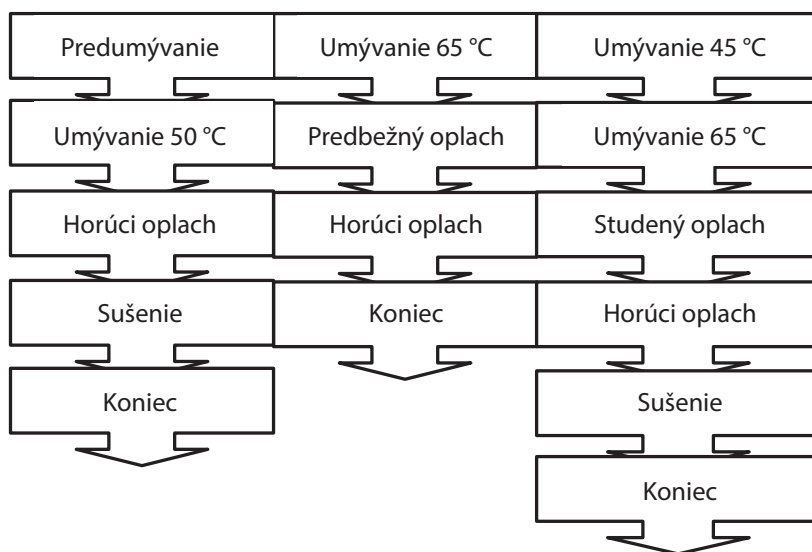 Predumývanie
Umývanie 50 °C
Horúci oplach
Sušenie
Koniec
Umývanie 65 °C
Predbežný oplach
Horúci oplach
Koniec
Umývanie 45 °C
Umývanie 65 °C
Studený oplach
Horúci oplach
Sušenie
Koniec